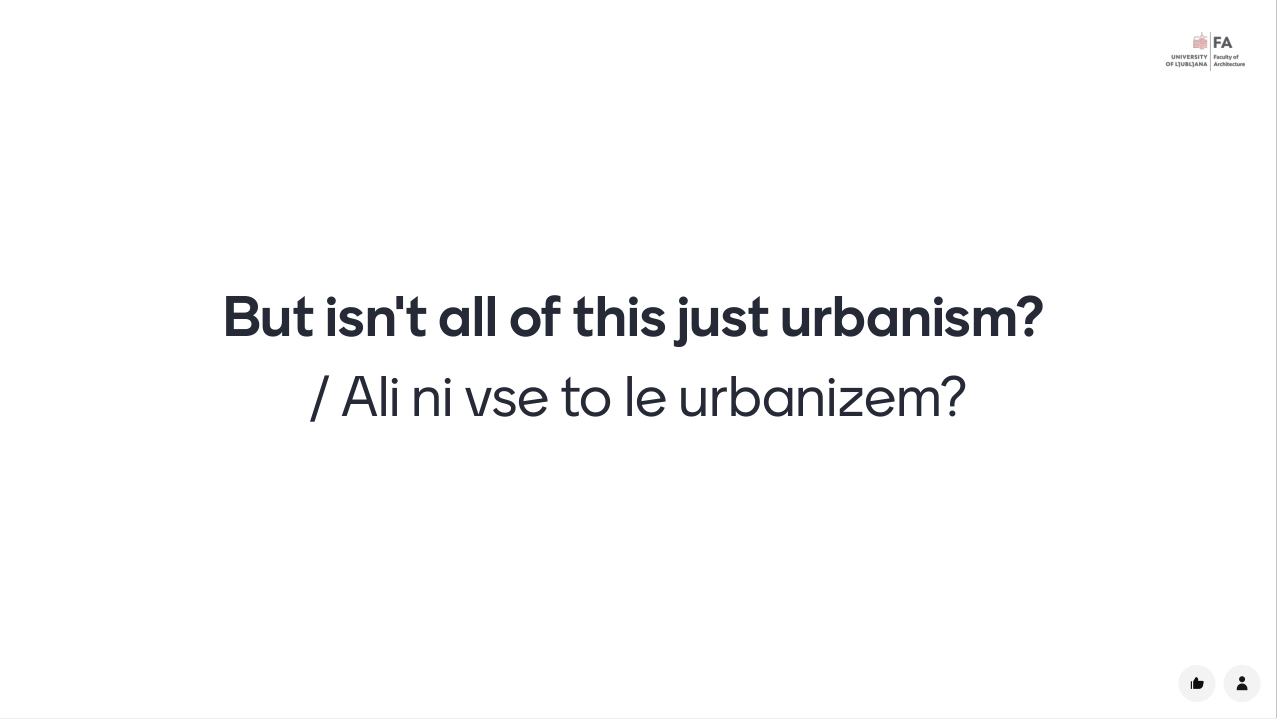 FA
UNIVERSITY
OF LJUBLJANA
Faculty of
Architecture
But isn't all of this just urbanism?
/ Ali ni vse to le urbanizem?